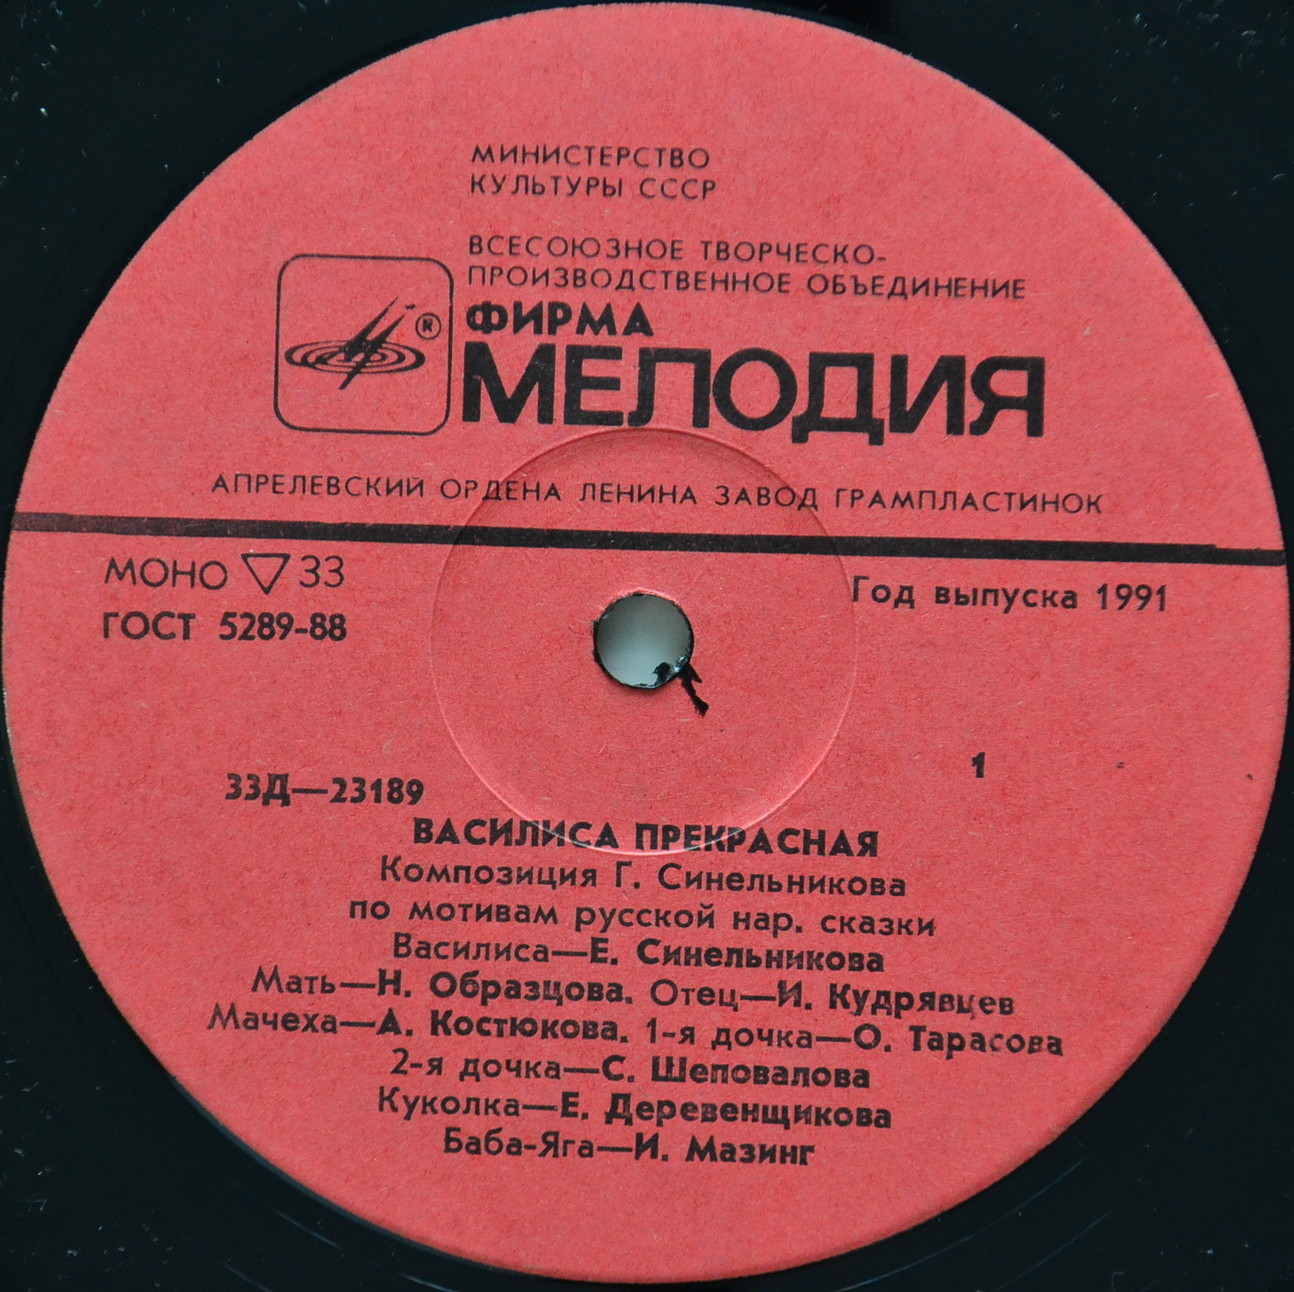 МИНИСТЕРСТВО
КУЛЬТУРЫ СССР
ВСЕСОЮЗНОЕ ТВОРЧЕСКО-
ПРОИЗВОДСТВЕННОЕ ОБЪЕДИНЕНИЕ
ФИРМА
®
МЕЛОДИЯ
АПРЕЛЕВСКИЙ ОРДЕНА ЛЕНИНА ЗАВОД ГРАМПЛАСТИНОК
МОНО ▽ 33
Год выпуска 1991
ГОСТ 5289-88
1
33Д—23189
ВАСИЛИСА ПРЕКРАСНАЯ
Композиция Г. Синельникова
по мотивам русской нар. сказки
Василиса—Е. Синельникова
Мать—Н. Образцова. Отец—И. Кудрявцев
Мачеха—А. Костюкова. 1-я дочка—О. Тарасова
2-я дочка—С. Шеповалова
Куколка—Е. Деревенщикова
Баба-Яга—И. Мазинг